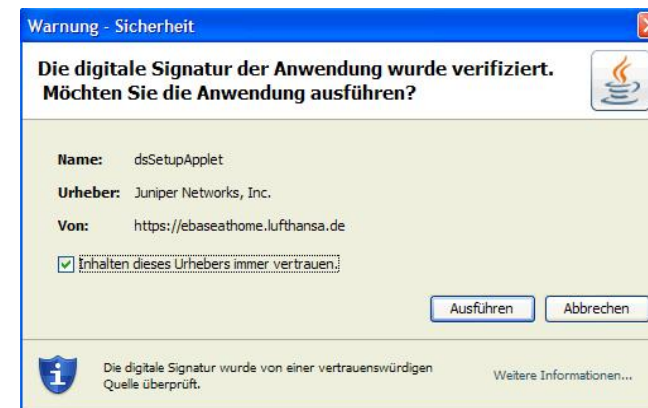 Warnung - Sicherheit
Die digitale Signatur der Anwendung wurde verifiziert.
Möchten Sie die Anwendung ausführen?
Name: dsSetupApplet
Urheber: Juniper Networks, Inc.
Von: https://ebaseathome.lufthansa.de
Inhalten dieses Urhebers immer vertrauen.
Ausführen Abbrechen
Die digitale Signatur wurde von einer vertrauenswürdigen
Quelle überprüft.
Weitere Informationen...